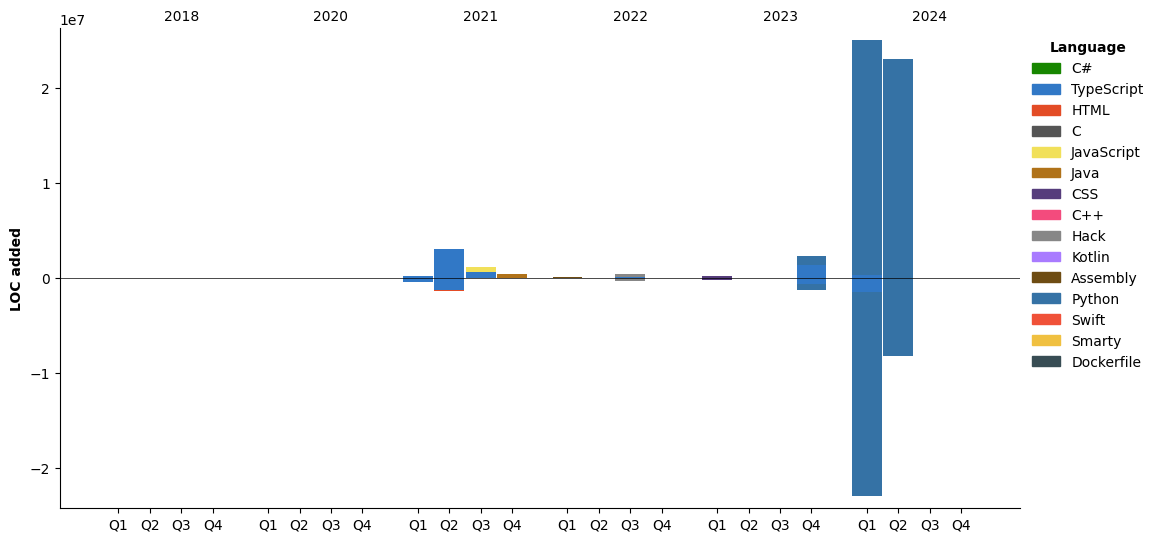 1e7
2018 2020 2021 2022 2023 2024
LOC added
2
1
0
−1
−2
Q1 Q2 Q3 Q4 Q1 Q2 Q3 Q4 Q1 Q2 Q3 Q4 Q1 Q2 Q3 Q4 Q1 Q2 Q3 Q4 Q1 Q2 Q3 Q4
Language
C#
TypeScript
HTML
C
JavaScript
Java
CSS
C++
Hack
Kotlin
Assembly
Python
Swift
Smarty
Dockerfile